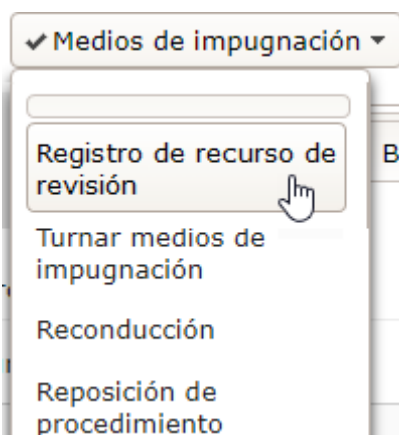 Medios de impugnación
Registro de recurso de
revisión
B
Turnar medios de
impugnación
Reconducción
Reposición de
procedimiento